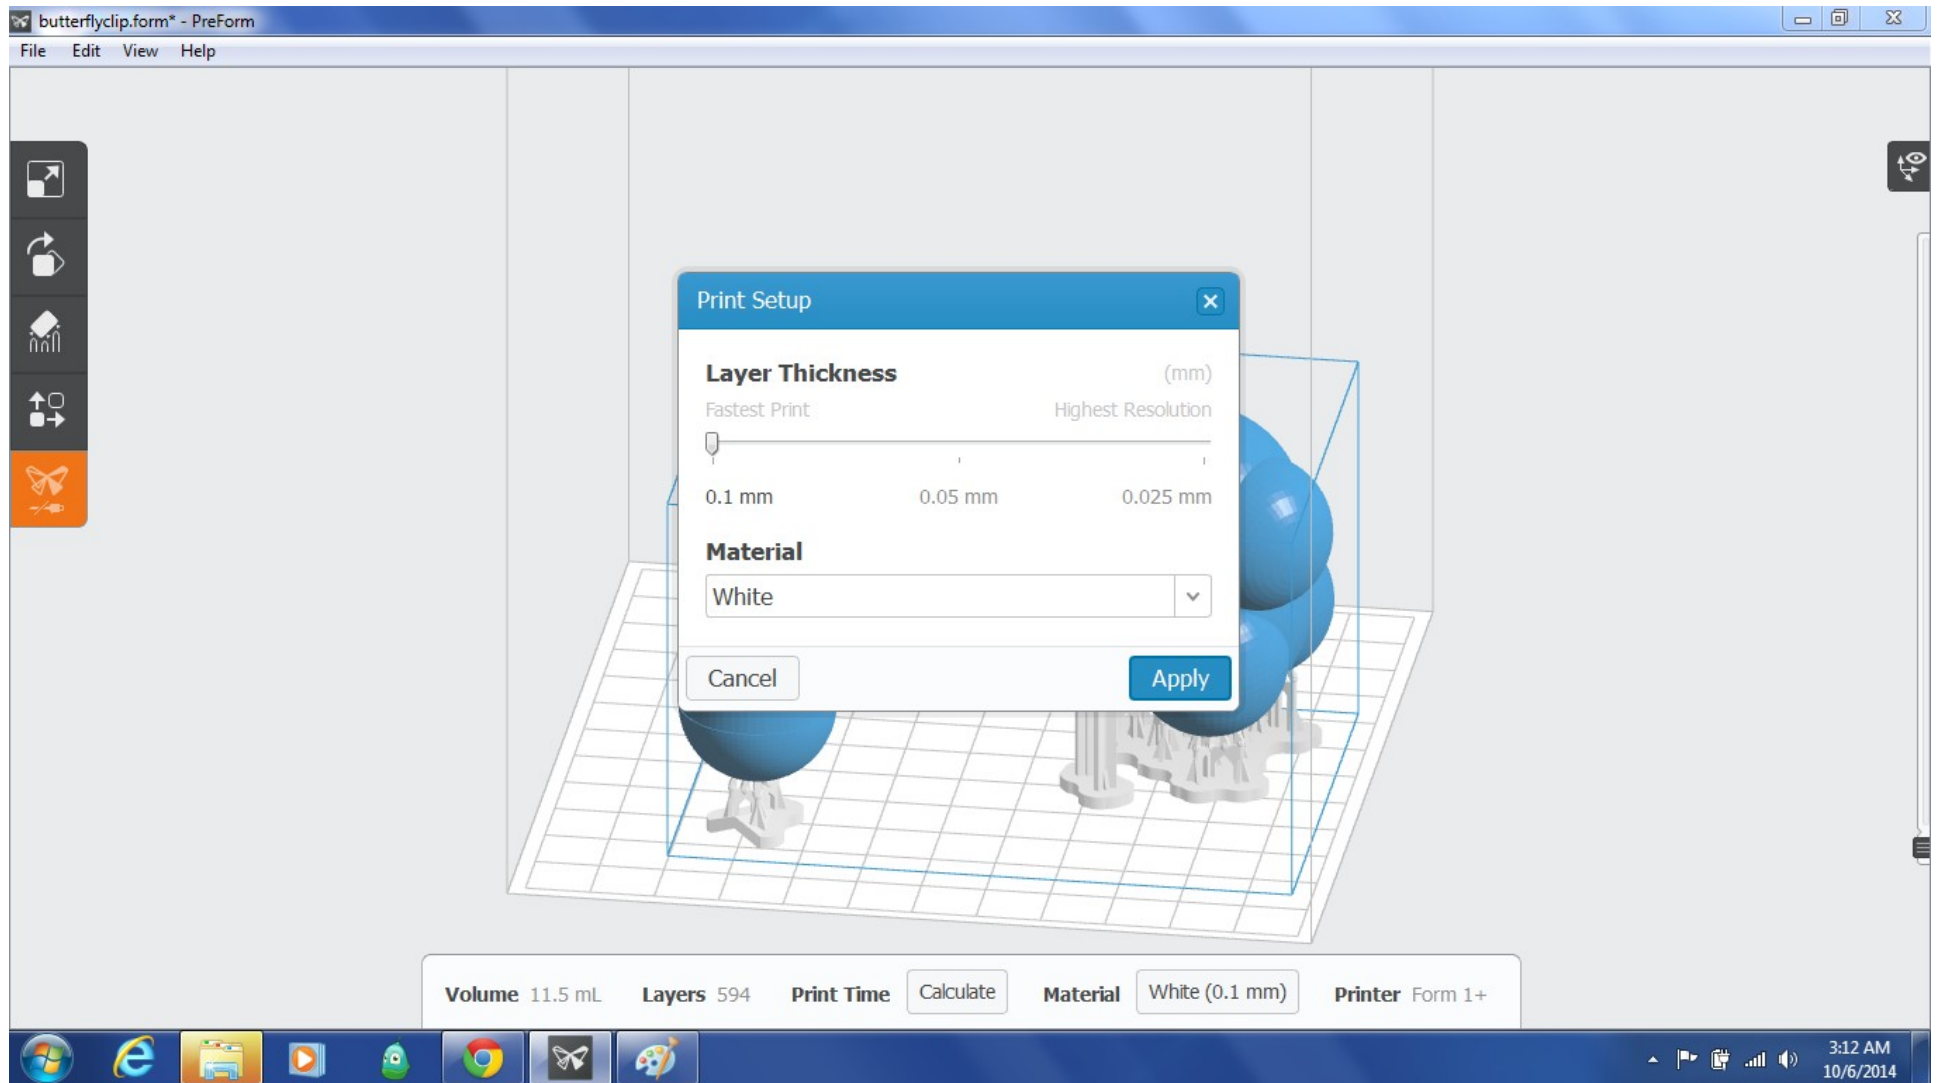 butterflyclip.form* - PreForm
File Edit View Help
Print Setup
Layer Thickness (mm)
Fastest Print Highest Resolution
0.1 mm 0.05 mm 0.025 mm
Material
White
Cancel Apply
Volume 11.5 mL Layers 594 Print Time Calculate Material White (0.1 mm) Printer Form 1+
3:12 AM
10/6/2014